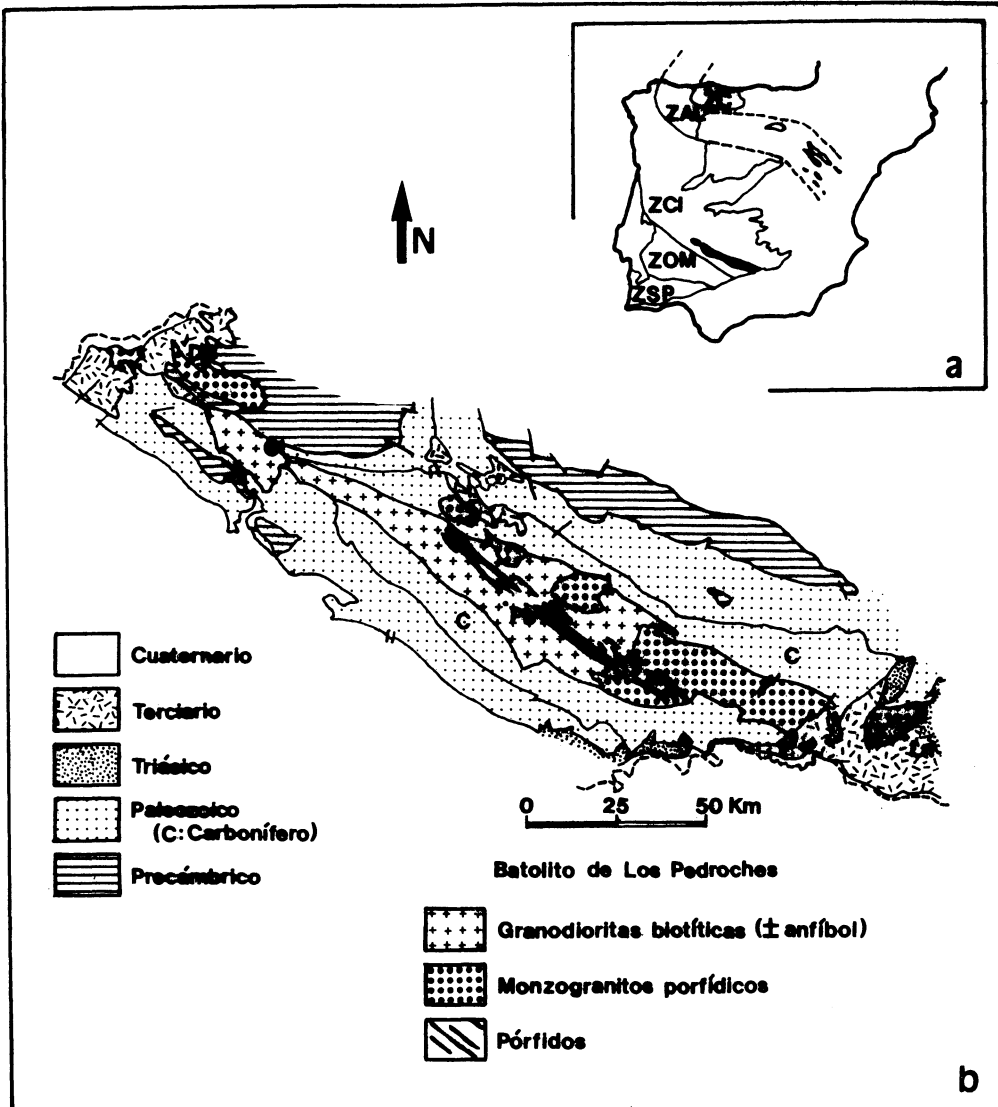 ZAL
ZCI
ZOM
ZSP
a
N
C
C
Cuaternario
Terciario
Triásico
Paleozoico
(C: Carbonífero)
Precámbrico
0 25 50 Km
Batolito de Los Pedroches
Granodioritas biotíticas (± anfíbol)
Monzogranitos porfídicos
Pórfidos
b